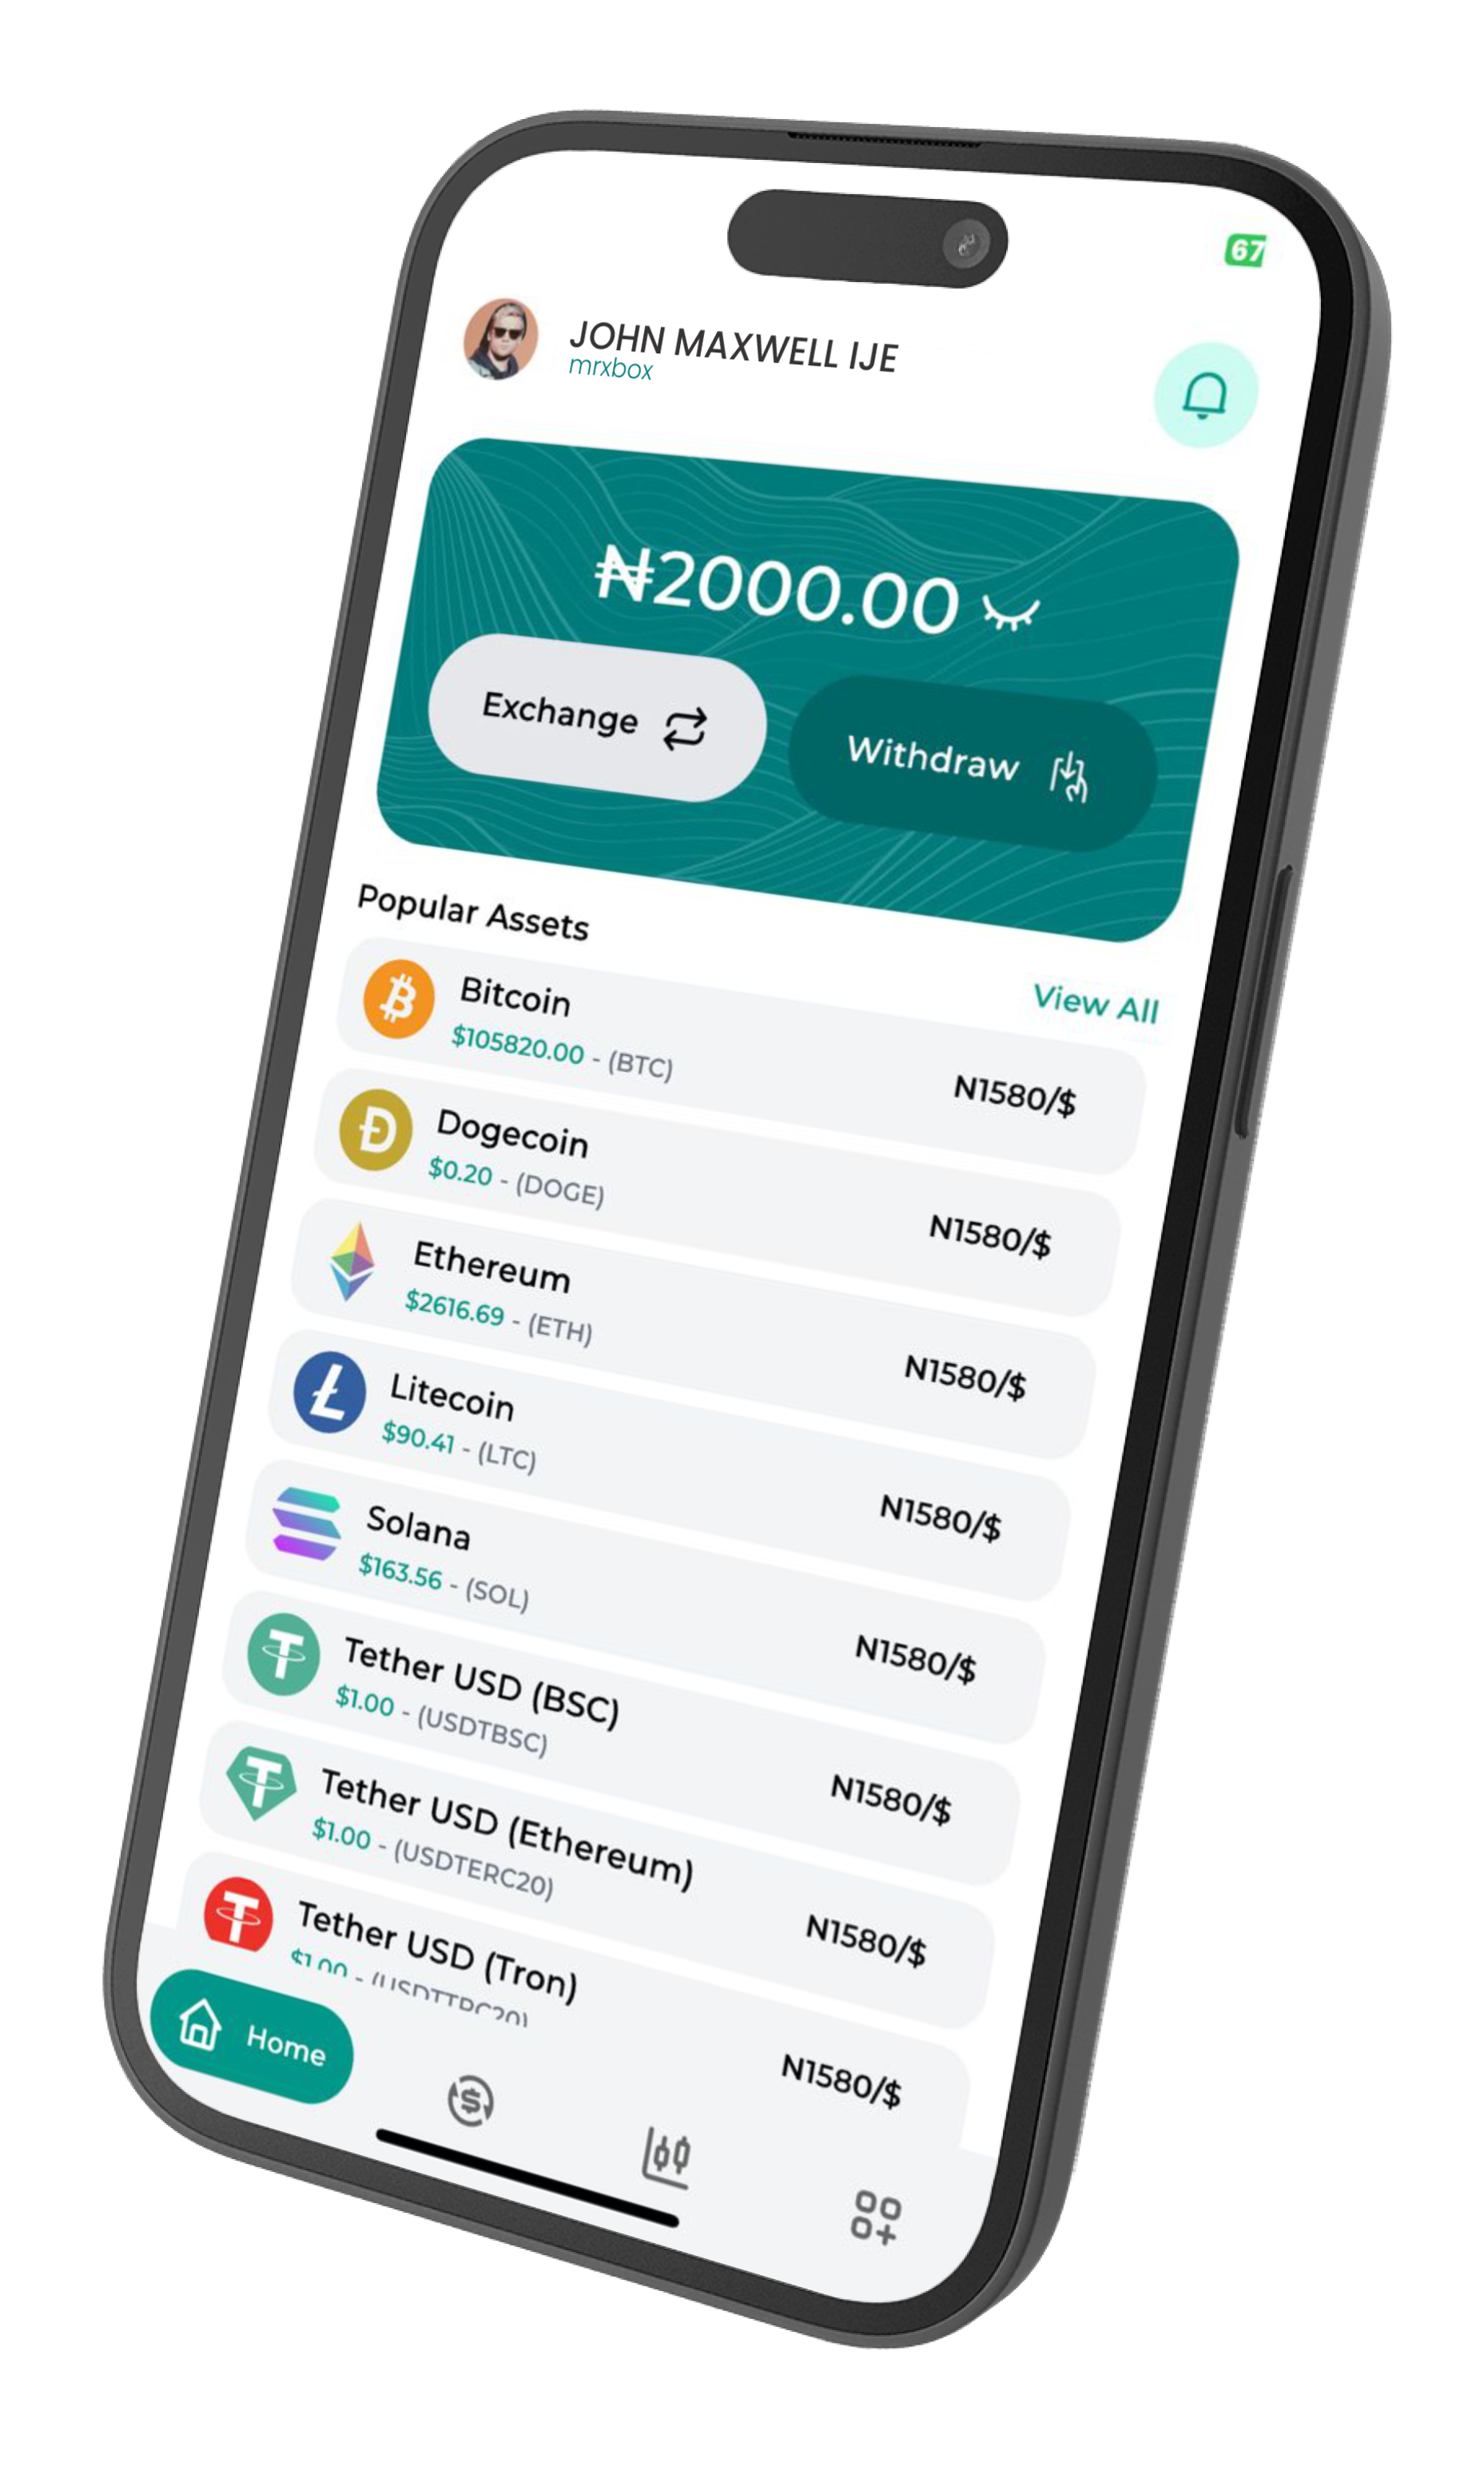 67
JOHN MAXWELL IJE
mrxbox
₦2000.00
Exchange
Withdraw
Popular Assets
View All
Bitcoin
$105820.00 - (BTC)
N1580/$
Dogecoin
$0.20 - (DOGE)
N1580/$
Ethereum
$2616.69 - (ETH)
N1580/$
Litecoin
$90.41 - (LTC)
N1580/$
Solana
$163.56 - (SOL)
N1580/$
Tether USD (BSC)
$1.00 - (USDTBSC)
N1580/$
Tether USD (Ethereum)
$1.00 - (USDTERC20)
N1580/$
Tether USD (Tron)
$1.00 - (USDTTRC20)
N1580/$
Home